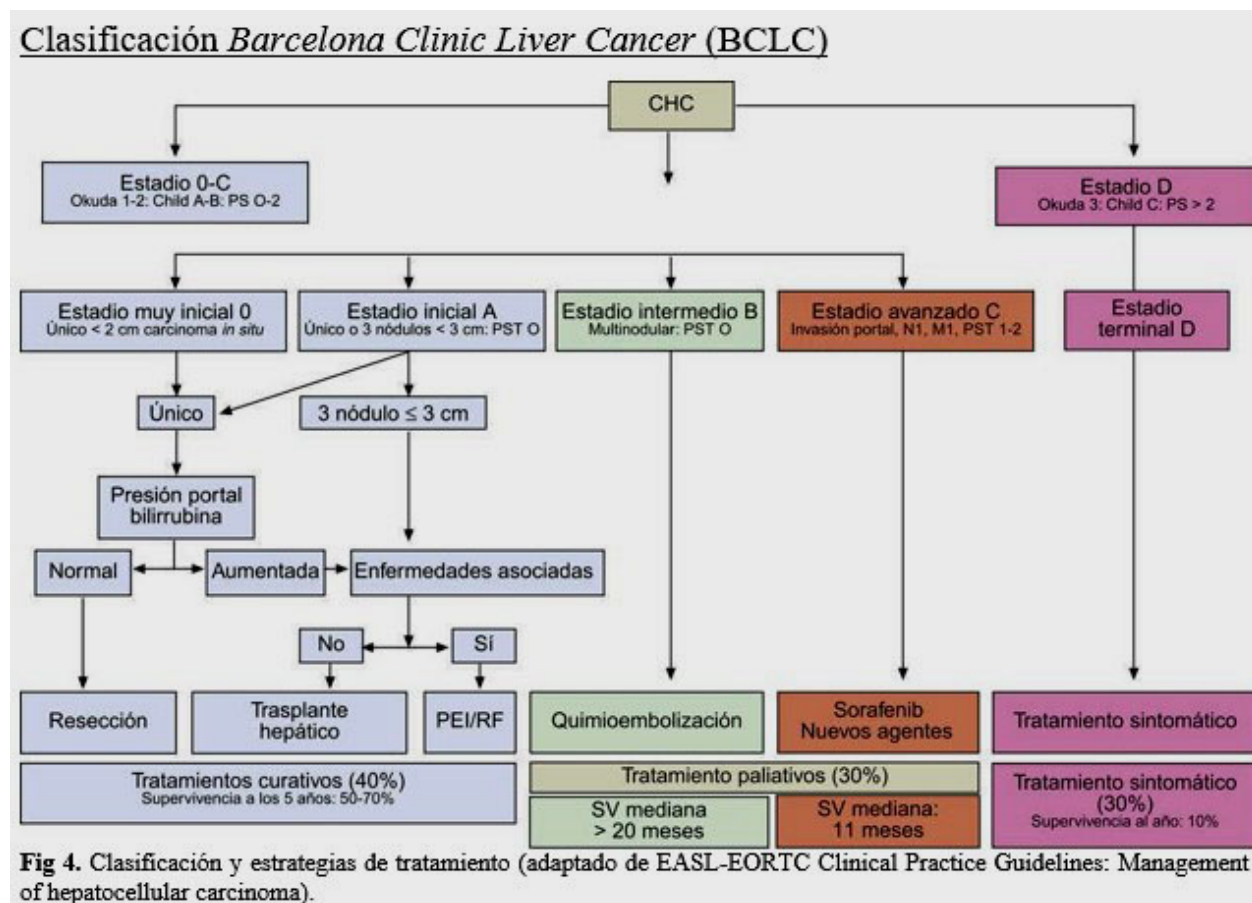 Clasificación Barcelona Clinic Liver Cancer (BCLC)
CHC
Estadio 0-C
Okuda 1-2: Child A-B: PS O-2
Estadio D
Okuda 3: Child C: PS > 2
Estadio muy inicial 0
Único < 2 cm carcinoma in situ
Estadio inicial A
Único o 3 nódulos < 3 cm: PST O
Estadio intermedio B
Multinodular: PST O
Estadio avanzado C
Invasión portal, N1, M1, PST 1-2
Estadio
terminal D
Único
3 nódulo ≤ 3 cm
Presión portal
bilirrubina
Normal
Aumentada
Enfermedades asociadas
No
Sí
Resección
Trasplante
hepático
PEI/RF
Quimioembolización
Sorafenib
Nuevos agentes
Tratamiento sintomático
Tratamientos curativos (40%)
Supervivencia a los 5 años: 50-70%
Tratamiento paliativos (30%)
SV mediana
> 20 meses
SV mediana:
11 meses
Tratamiento sintomático
(30%)
Supervivencia al año: 10%
Fig 4. Clasificación y estrategias de tratamiento (adaptado de EASL-EORTC Clinical Practice Guidelines: Management
of hepatocellular carcinoma).